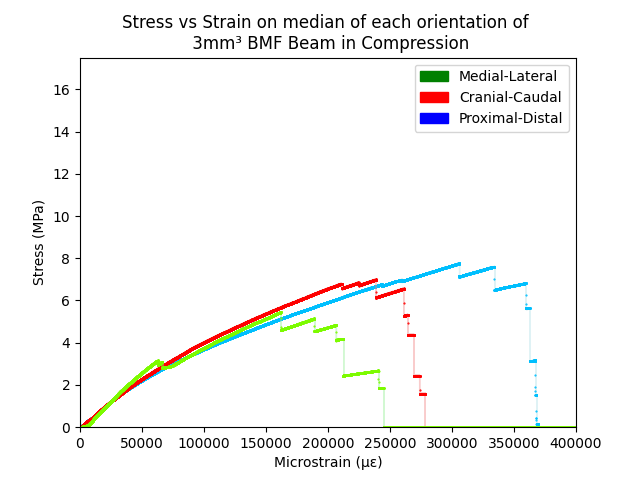 Stress vs Strain on median of each orientation of
3mm³ BMF Beam in Compression
Medial-Lateral
Cranial-Caudal
Proximal-Distal
Stress (MPa)
16
14
12
10
8
6
4
2
0
0 50000 100000 150000 200000 250000 300000 350000 400000
Microstrain (με)